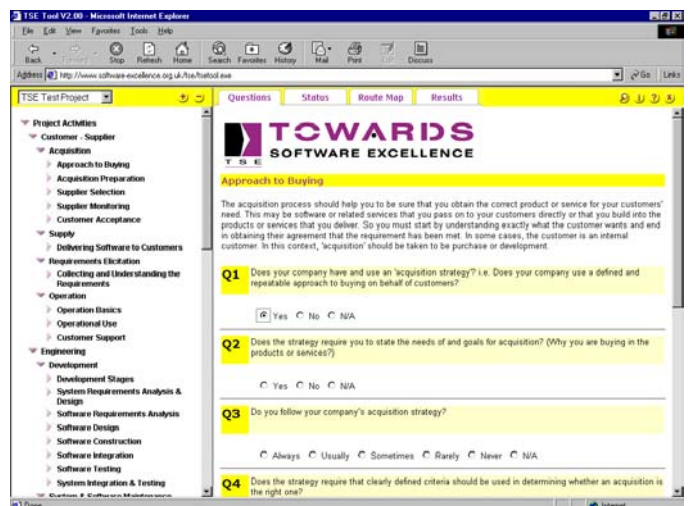 TSE Tool V2.00 - Microsoft Internet Explorer
File Edit View Favorites Tools Help
Back Forward Stop Refresh Home Search Favorites History Mail Print Edit Discuss
Address http://www.software-excellence.org.uk/tse/tsetool.exe Go Links
TSE Test Project
Questions Status Route Map Results
Project Activities
Customer - Supplier
Acquisition
Approach to Buying
Acquisition Preparation
Supplier Selection
Supplier Monitoring
Customer Acceptance
Supply
Delivering Software to Customers
Requirements Elicitation
Collecting and Understanding the
Requirements
Operation
Operation Basics
Operational Use
Customer Support
Engineering
Development
Development Stages
System Requirements Analysis &
Design
Software Requirements Analysis
Software Design
Software Construction
Software Integration
Software Testing
System Integration & Testing
System & Software Maintenance
TOWARDS
SOFTWARE EXCELLENCE
TSE
Approach to Buying
The acquisition process should help you to be sure that you obtain the correct product or service for your customers'
need. This may be software or related services that you pass on to your customers directly or that you build into the
products or services that you deliver. So you must start by understanding exactly what the customer wants and end
in obtaining their agreement that the requirement has been met. In some cases, the customer is an internal
customer. In this context, 'acquisition' should be taken to be purchase or development.
Q1 Does your company have and use an 'acquisition strategy'? i.e. Does your company use a defined and
repeatable approach to buying on behalf of customers?
Yes No N/A
Q2 Does the strategy require you to state the needs of and goals for acquisition? (Why you are buying in the
products or services?)
Yes No N/A
Q3 Do you follow your company's acquisition strategy?
Always Usually Sometimes Rarely Never N/A
Q4 Does the strategy require that clearly defined criteria should be used in determining whether an acquisition is
the right one?
Done Internet